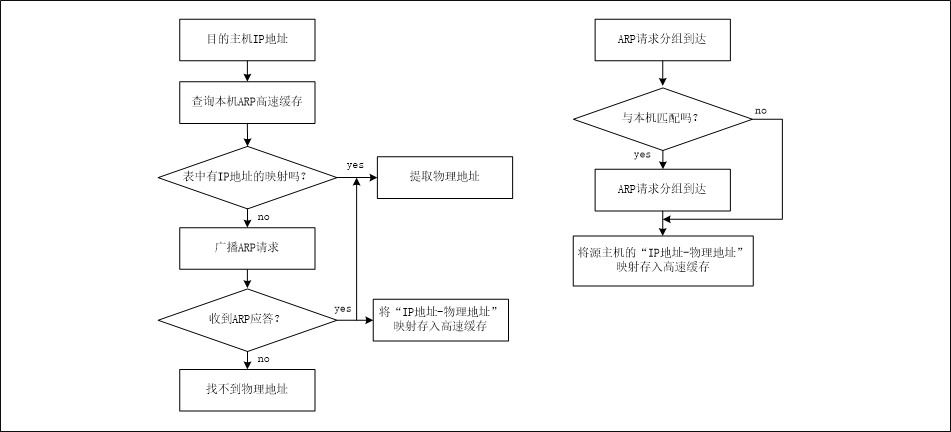 目的主机IP地址
查询本机ARP高速缓存
表中有IP地址的映射吗？
yes
提取物理地址
no
广播ARP请求
收到ARP应答？
yes
将“IP地址-物理地址”
映射存入高速缓存
no
找不到物理地址
ARP请求分组到达
与本机匹配吗？
no
yes
ARP请求分组到达
将源主机的“IP地址-物理地址”
映射存入高速缓存